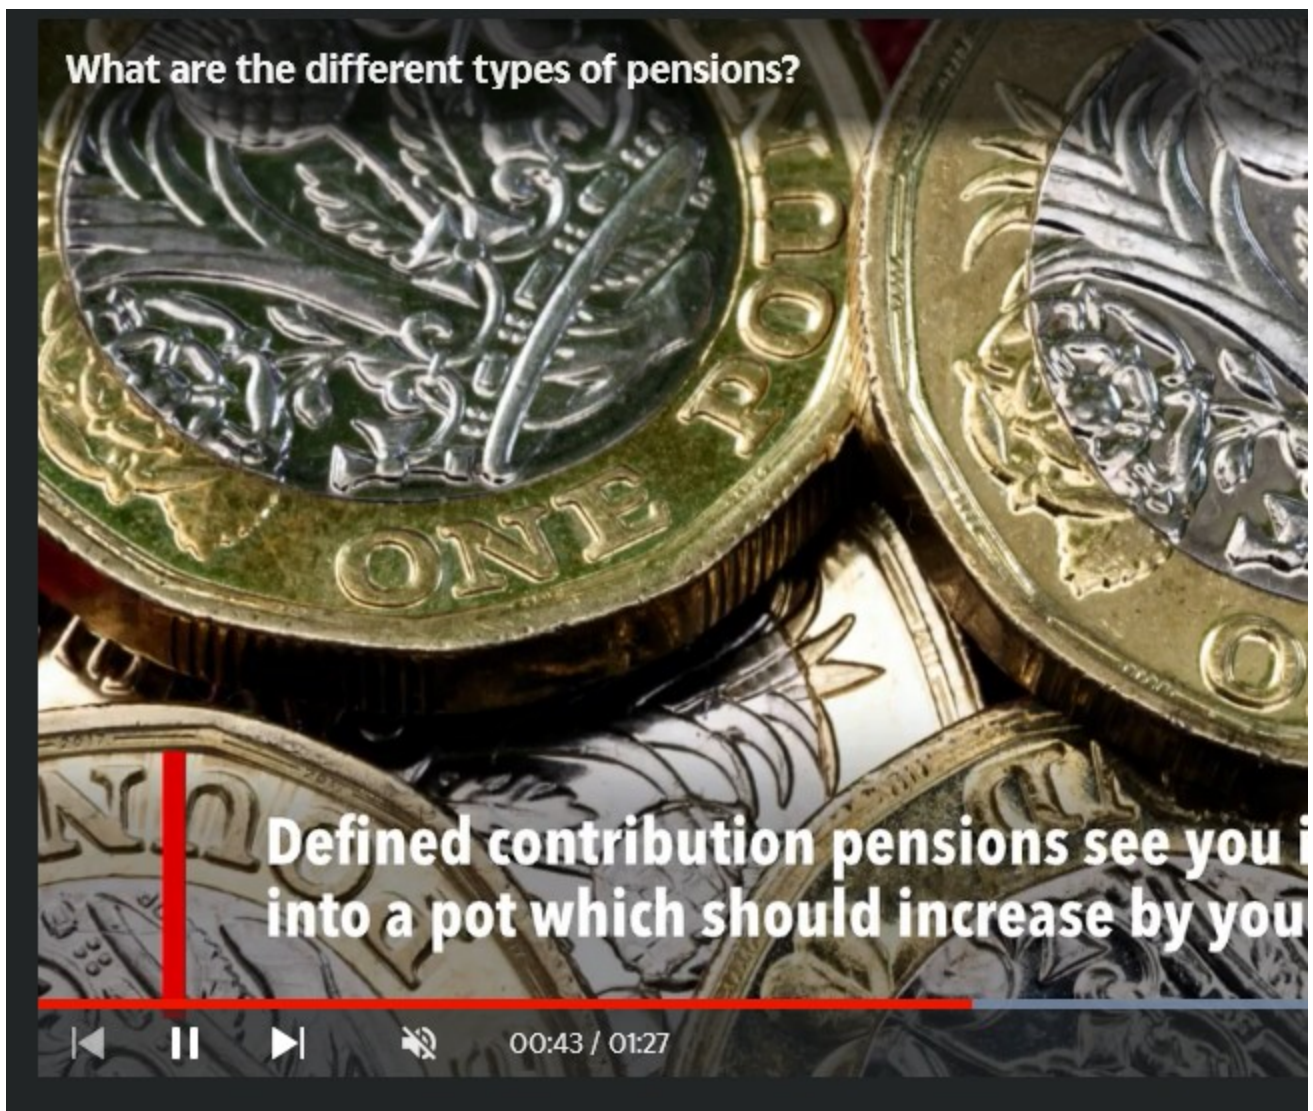 What are the different types of pensions?
POU
ONE
O
NUO
Defined contribution pensions see you i
into a pot which should increase by you
00:43 / 01:27